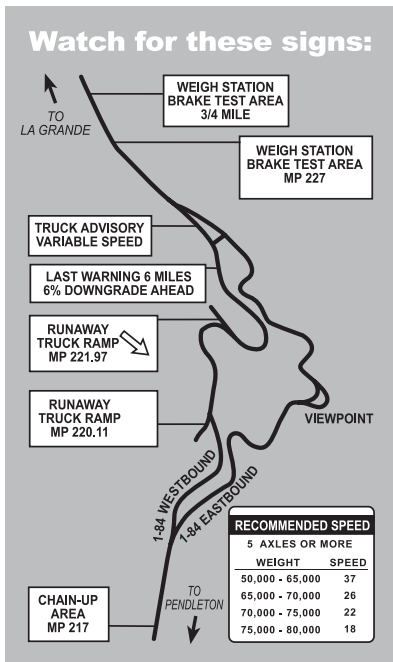 Watch for these signs:
TO
LA GRANDE
WEIGH STATION
BRAKE TEST AREA
3/4 MILE
WEIGH STATION
BRAKE TEST AREA
MP 227
TRUCK ADVISORY
VARIABLE SPEED
LAST WARNING 6 MILES
6% DOWNGRADE AHEAD
RUNAWAY
TRUCK RAMP
MP 221.97
RUNAWAY
TRUCK RAMP
MP 220.11
VIEWPOINT
1-84 WESTBOUND
1-84 EASTBOUND
RECOMMENDED SPEED
5 AXLES OR MORE
WEIGHT SPEED
50,000 - 65,000 37
65,000 - 70,000 26
70,000 - 75,000 22
75,000 - 80,000 18
CHAIN-UP
AREA
MP 217
TO
PENDLETON